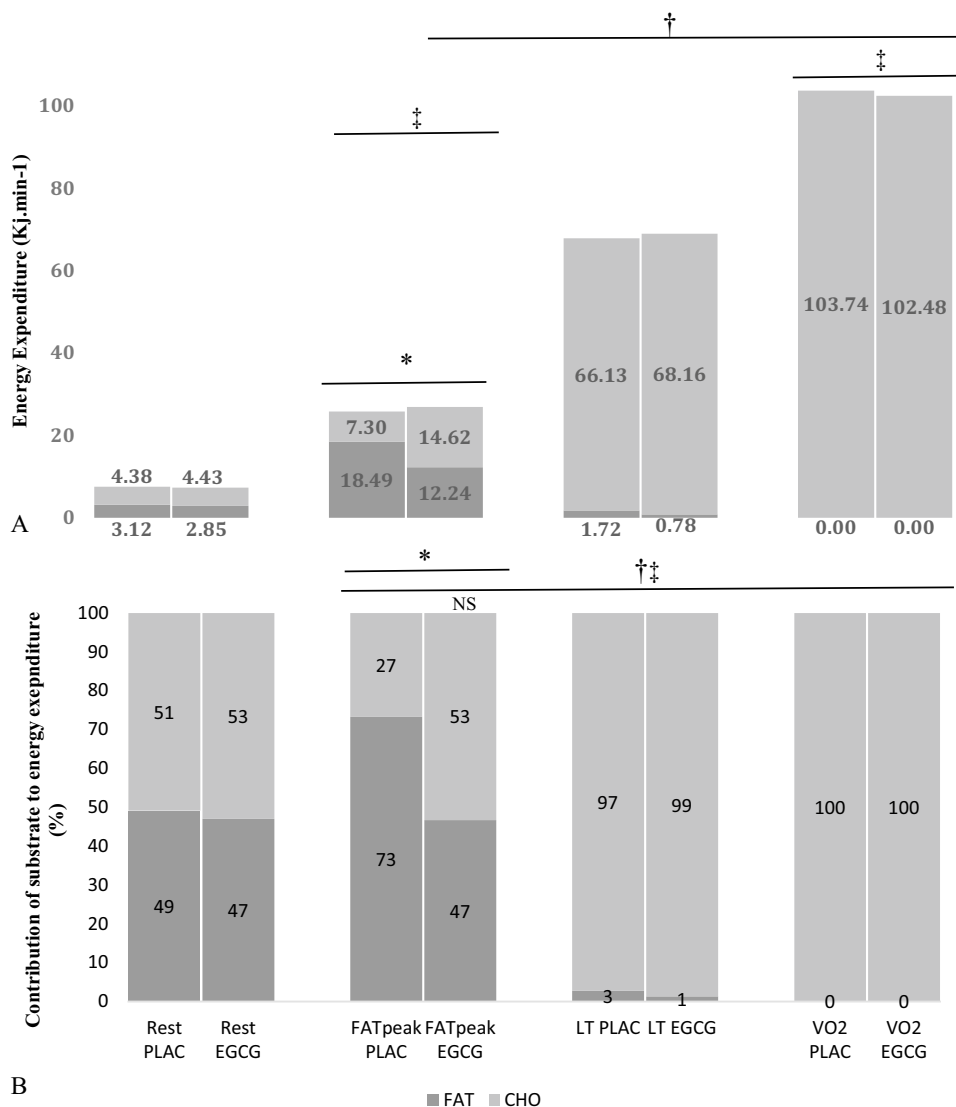 †
‡
‡
*
Energy Expenditure (Kj.min-1)
100
80
60
40
20
0
4.38 4.43
3.12 2.85
7.30 14.62
18.49 12.24
66.13 68.16
1.72 0.78
103.74 102.48
0.00 0.00
A
*
†‡
NS
Contribution of substrate to energy exepnditure
(%)
100
90
80
70
60
50
40
30
20
10
0
51 53
49 47
27 53
73 47
97 99
3 1
100 100
0 0
Rest
PLAC
Rest
EGCG
FATpeak
PLAC
FATpeak
EGCG
LT PLAC
LT EGCG
VO2
PLAC
VO2
EGCG
B
FAT CHO